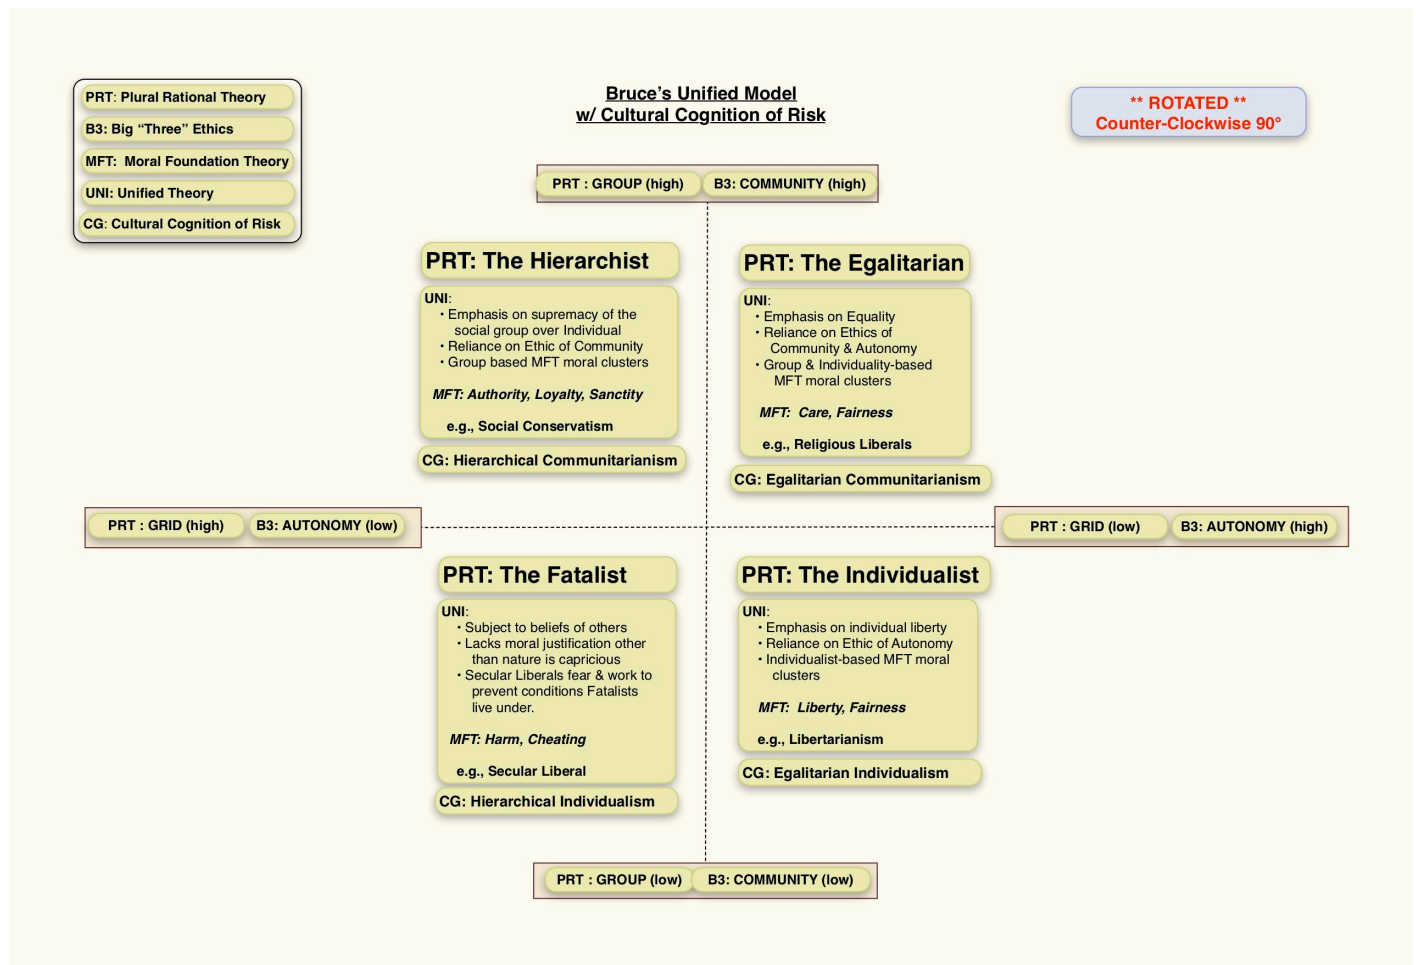 PRT: Plural Rational Theory
B3: Big “Three” Ethics
MFT:  Moral Foundation Theory
UNI: Unified Theory
CG: Cultural Cognition of Risk
Bruce’s Unified Model
w/ Cultural Cognition of Risk
** ROTATED **
Counter-Clockwise 90°
PRT : GROUP (high)
B3: COMMUNITY (high)
PRT: The Hierarchist
UNI:
• Emphasis on supremacy of the
social group over Individual
• Reliance on Ethic of Community
• Group based MFT moral clusters
MFT: Authority, Loyalty, Sanctity
e.g., Social Conservatism
CG: Hierarchical Communitarianism
PRT: The Egalitarian
UNI:
• Emphasis on Equality
• Reliance on Ethics of
Community & Autonomy
• Group & Individuality-based
MFT moral clusters
MFT:  Care, Fairness
e.g., Religious Liberals
CG: Egalitarian Communitarianism
PRT : GRID (high)
B3: AUTONOMY (low)
PRT : GRID (low)
B3: AUTONOMY (high)
PRT: The Fatalist
UNI:
• Subject to beliefs of others
• Lacks moral justification other
than nature is capricious
• Secular Liberals fear & work to
prevent conditions Fatalists
live under.
MFT: Harm, Cheating
e.g., Secular Liberal
CG: Hierarchical Individualism
PRT: The Individualist
UNI:
• Emphasis on individual liberty
• Reliance on Ethic of Autonomy
• Individualist-based MFT moral
clusters
MFT:  Liberty, Fairness
e.g., Libertarianism
CG: Egalitarian Individualism
PRT : GROUP (low)
B3: COMMUNITY (low)